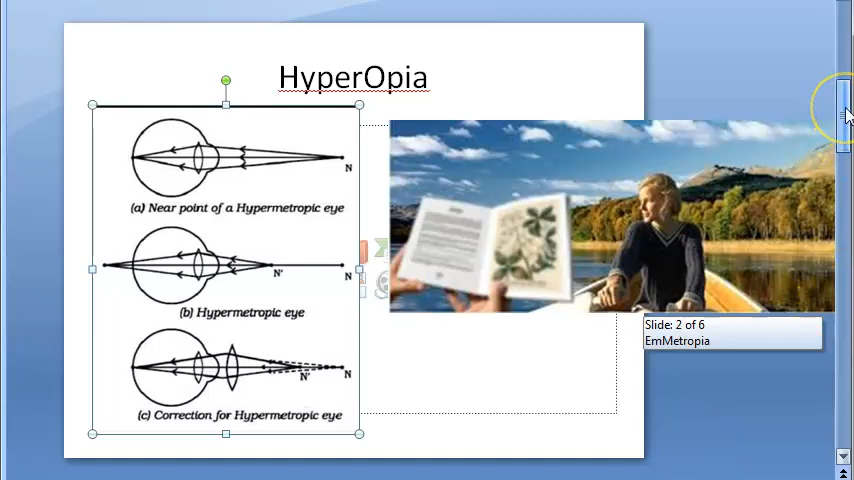 HyperOpia
N
(a) Near point of a Hypermetropic eye
N'
N
(b) Hypermetropic eye
N'
N
(c) Correction for Hypermetropic eye
Slide: 2 of 6
EmMetropia